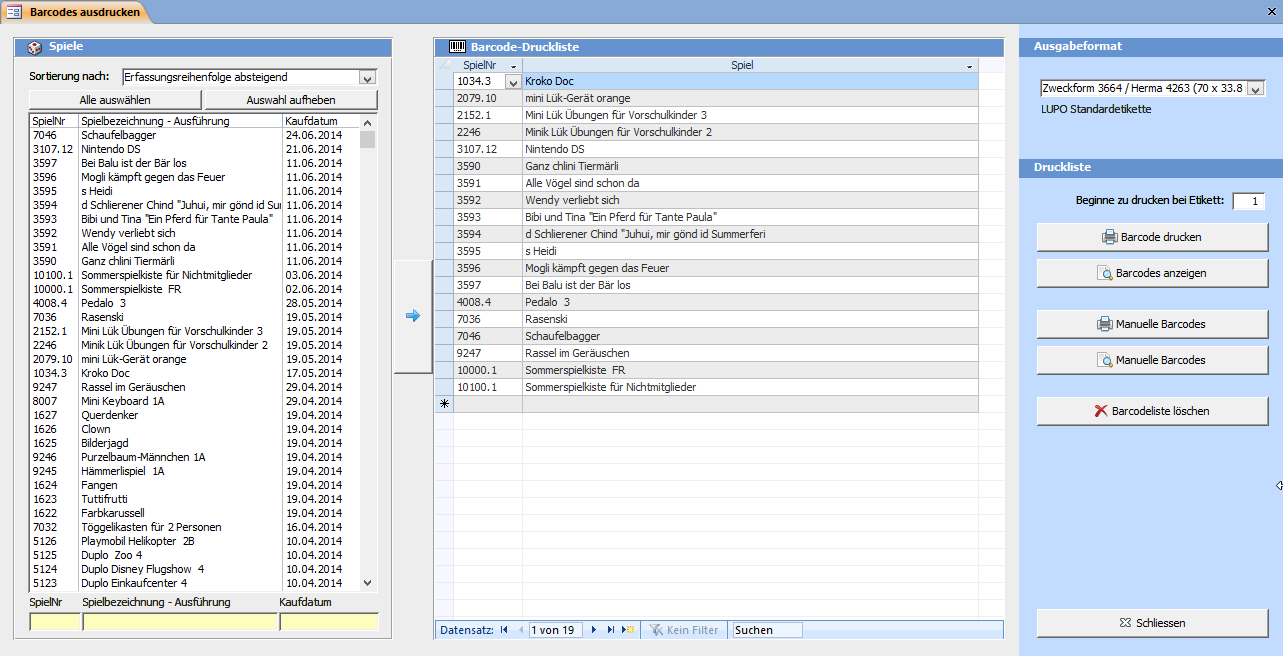 Barcodes ausdrucken
Spiele
Sortierung nach: Erfassungsreihenfolge absteigend
Alle auswählen Auswahl aufheben
SpielNr Spielbezeichnung - Ausführung Kaufdatum
7046 Schaufelbagger 24.06.2014
3107.12 Nintendo DS 21.06.2014
3597 Bei Balu ist der Bär los 11.06.2014
3596 Mogli kämpft gegen das Feuer 11.06.2014
3595 s Heidi 11.06.2014
3594 d Schlierener Chind "Juhui, mir gönd id Sum 11.06.2014
3593 Bibi und Tina "Ein Pferd für Tante Paula" 11.06.2014
3592 Wendy verliebt sich 11.06.2014
3591 Alle Vögel sind schon da 11.06.2014
3590 Ganz chlini Tiermärli 11.06.2014
10100.1 Sommerspielkiste für Nichtmitglieder 03.06.2014
10000.1 Sommerspielkiste FR 02.06.2014
4008.4 Pedalo 3 28.05.2014
7036 Rasenski 19.05.2014
2152.1 Mini Lük Übungen für Vorschulkinder 3 19.05.2014
2246 Minik Lük Übungen für Vorschulkinder 2 19.05.2014
2079.10 mini Lük-Gerät orange 19.05.2014
1034.3 Kroko Doc 17.05.2014
9247 Rassel im Geräuschen 29.04.2014
8007 Mini Keyboard 1A 29.04.2014
1627 Querdenker 19.04.2014
1626 Clown 19.04.2014
1625 Bilderjagd 19.04.2014
9246 Purzelbaum-Männchen 1A 19.04.2014
9245 Hämmerlispiel 1A 19.04.2014
1624 Fangen 19.04.2014
1623 Tuttifrutti 19.04.2014
1622 Farbkarussell 19.04.2014
7032 Töggelikasten für 2 Personen 16.04.2014
5126 Playmobil Helikopter 2B 10.04.2014
5125 Duplo Zoo 4 10.04.2014
5124 Duplo Disney Flugshow 4 10.04.2014
5123 Duplo Einkaufcenter 4 10.04.2014
SpielNr Spielbezeichnung - Ausführung Kaufdatum
Barcode-Druckliste
SpielNr Spiel
1034.3 Kroko Doc
2079.10 mini Lük-Gerät orange
2152.1 Mini Lük Übungen für Vorschulkinder 3
2246 Minik Lük Übungen für Vorschulkinder 2
3107.12 Nintendo DS
3590 Ganz chlini Tiermärli
3591 Alle Vögel sind schon da
3592 Wendy verliebt sich
3593 Bibi und Tina "Ein Pferd für Tante Paula"
3594 d Schlierener Chind "Juhui, mir gönd id Summerferi
3595 s Heidi
3596 Mogli kämpft gegen das Feuer
3597 Bei Balu ist der Bär los
4008.4 Pedalo 3
7036 Rasenski
7046 Schaufelbagger
9247 Rassel im Geräuschen
10000.1 Sommerspielkiste FR
10100.1 Sommerspielkiste für Nichtmitglieder
Datensatz: 1 von 19 Kein Filter Suchen
Ausgabeformat
Zweckform 3664 / Herma 4263 (70 x 33.8
LUPO Standardetikette
Druckliste
Beginne zu drucken bei Etikett: 1
Barcode drucken
Barcodes anzeigen
Manuelle Barcodes
Manuelle Barcodes
Barcodeliste löschen
Schliessen